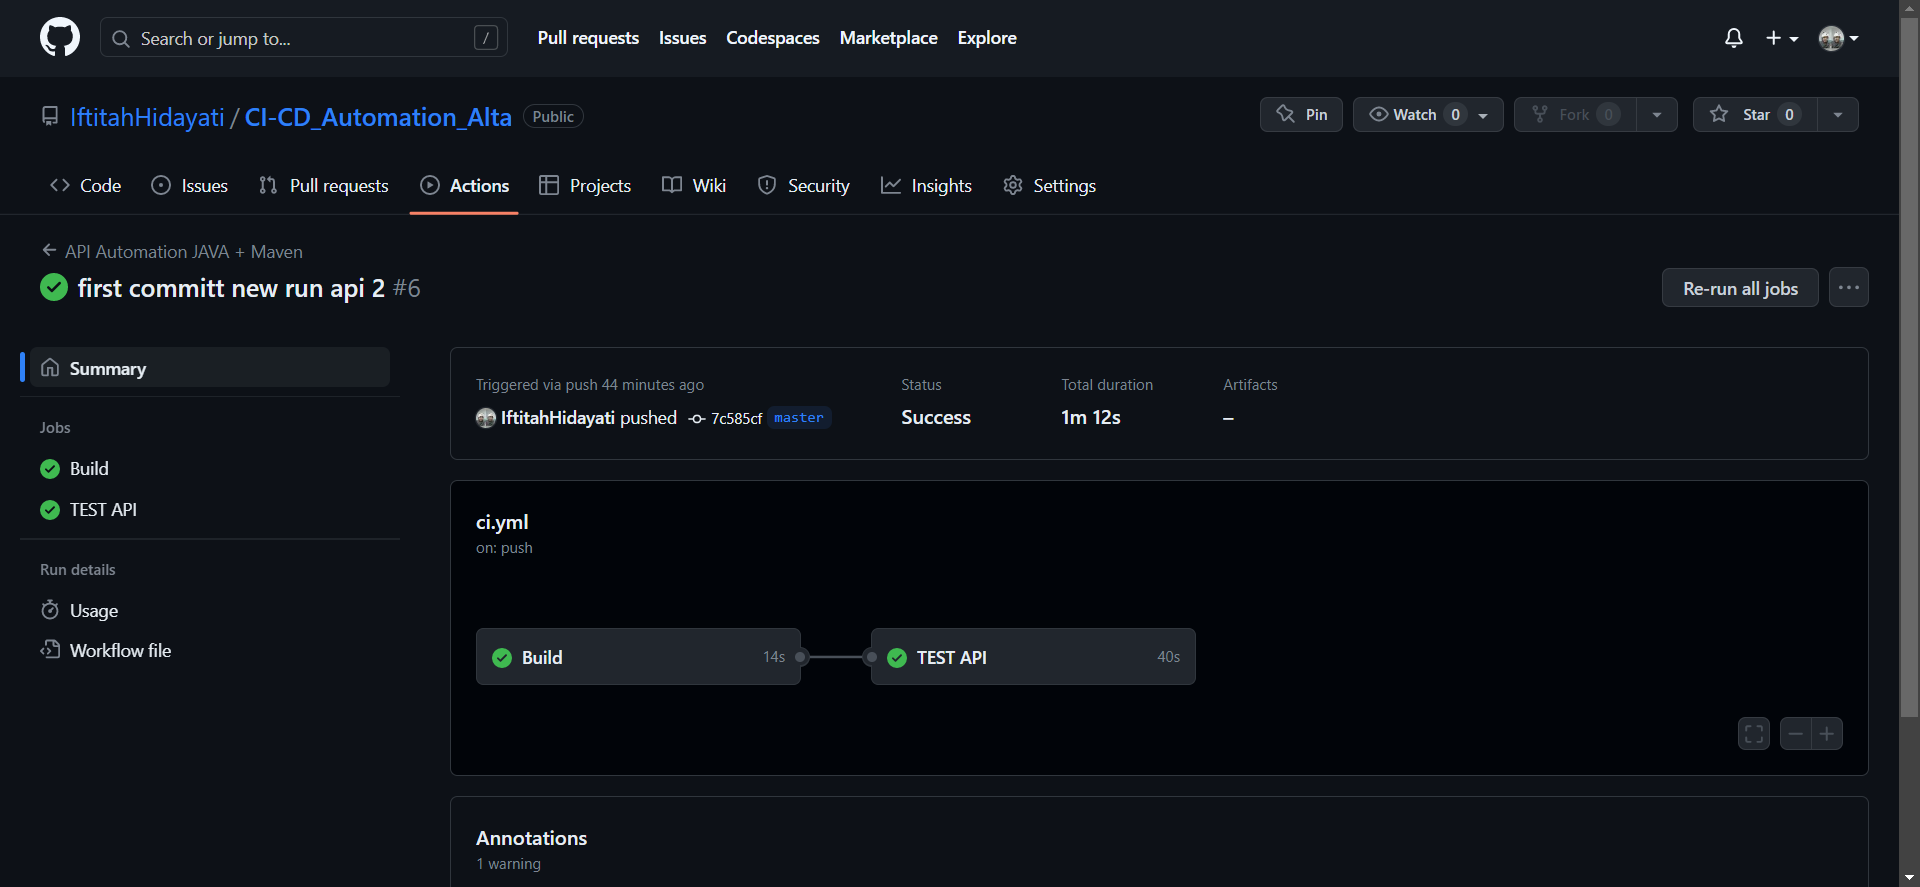 Search or jump to... /
Pull requests Issues Codespaces Marketplace Explore
IftitahHidayati / CI-CD_Automation_Alta Public
Pin Watch 0 Fork 0 Star 0
Code Issues Pull requests Actions Projects Wiki Security Insights Settings
API Automation JAVA + Maven
first committ new run api 2 #6
Re-run all jobs
Summary
Jobs
Build
TEST API
Run details
Usage
Workflow file
Triggered via push 44 minutes ago
IftitahHidayati pushed 7c585cf master
Status
Success
Total duration
1m 12s
Artifacts
–
ci.yml
on: push
Build 14s
TEST API 40s
Annotations
1 warning